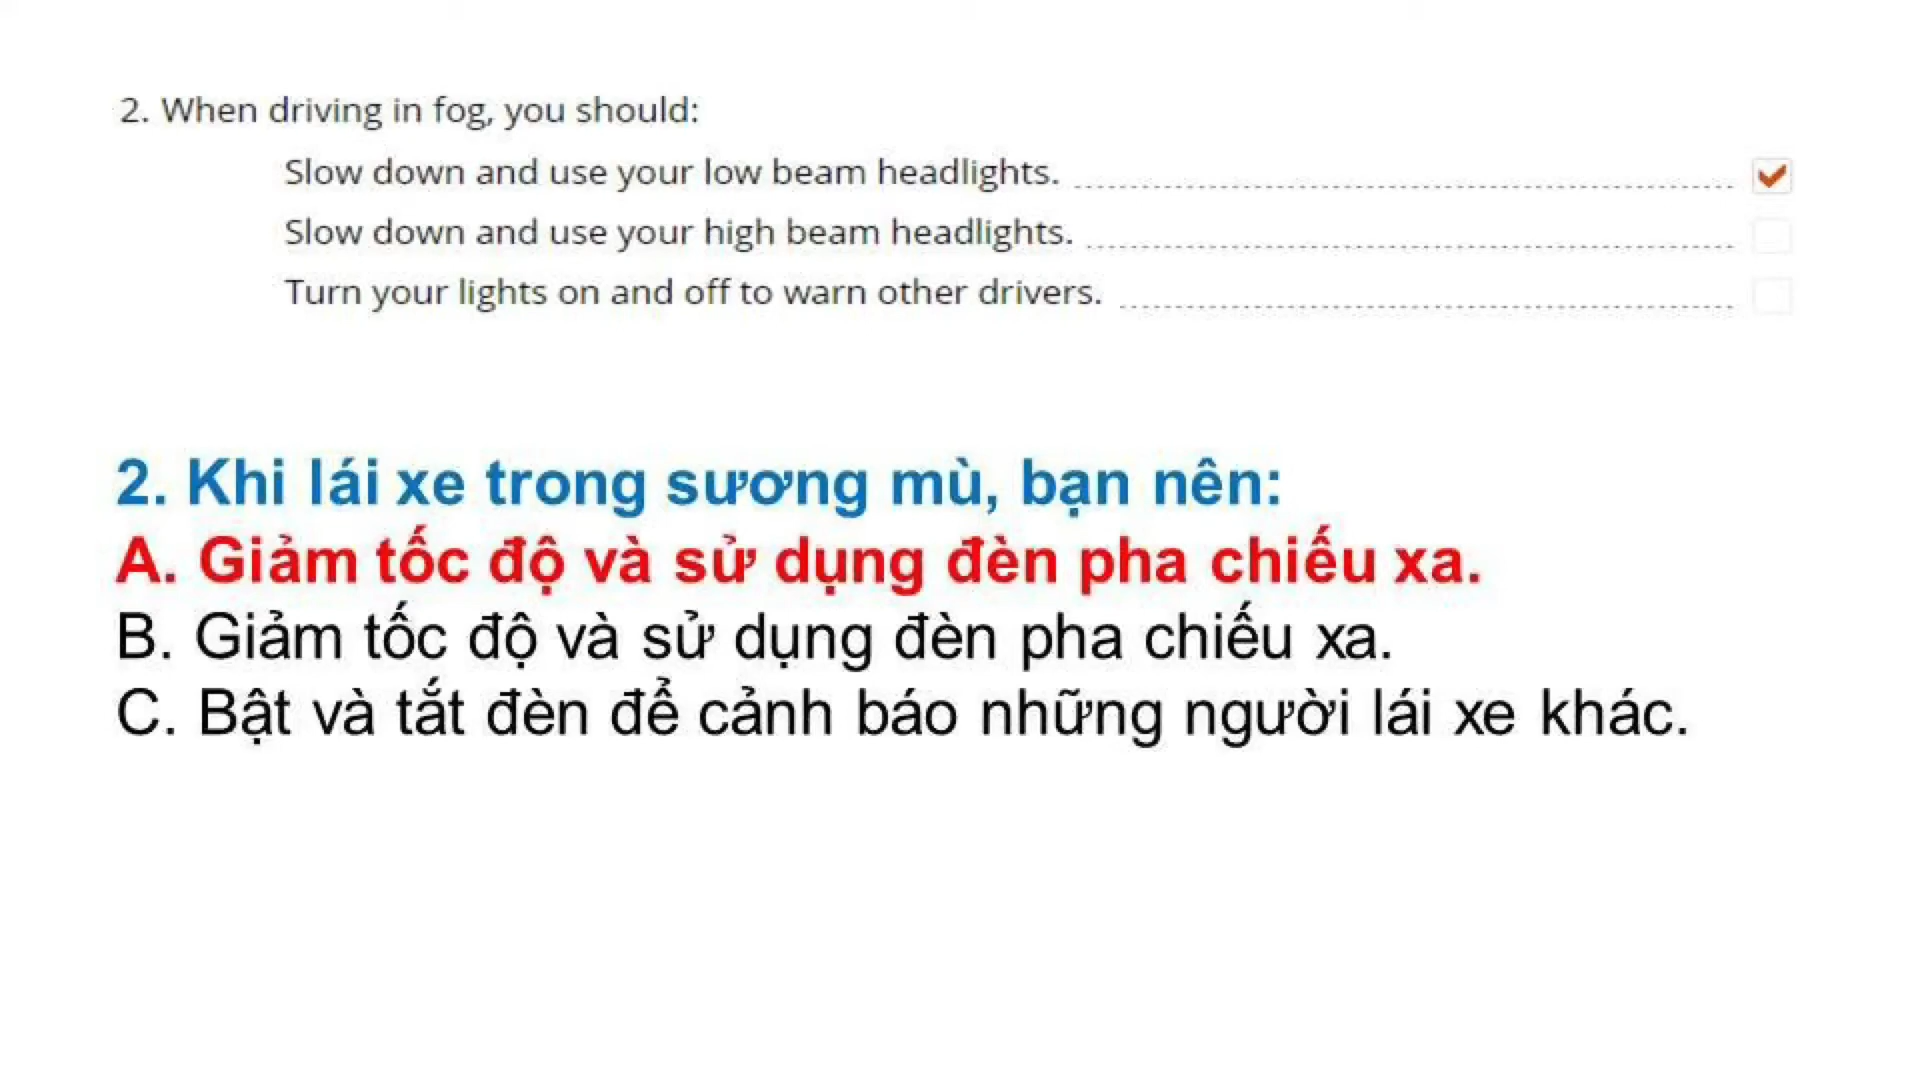 2. When driving in fog, you should:
Slow down and use your low beam headlights.
Slow down and use your high beam headlights.
Turn your lights on and off to warn other drivers.
2. Khi lái xe trong sương mù, bạn nên:
A. Giảm tốc độ và sử dụng đèn pha chiếu xa.
B. Giảm tốc độ và sử dụng đèn pha chiếu xa.
C. Bật và tắt đèn để cảnh báo những người lái xe khác.